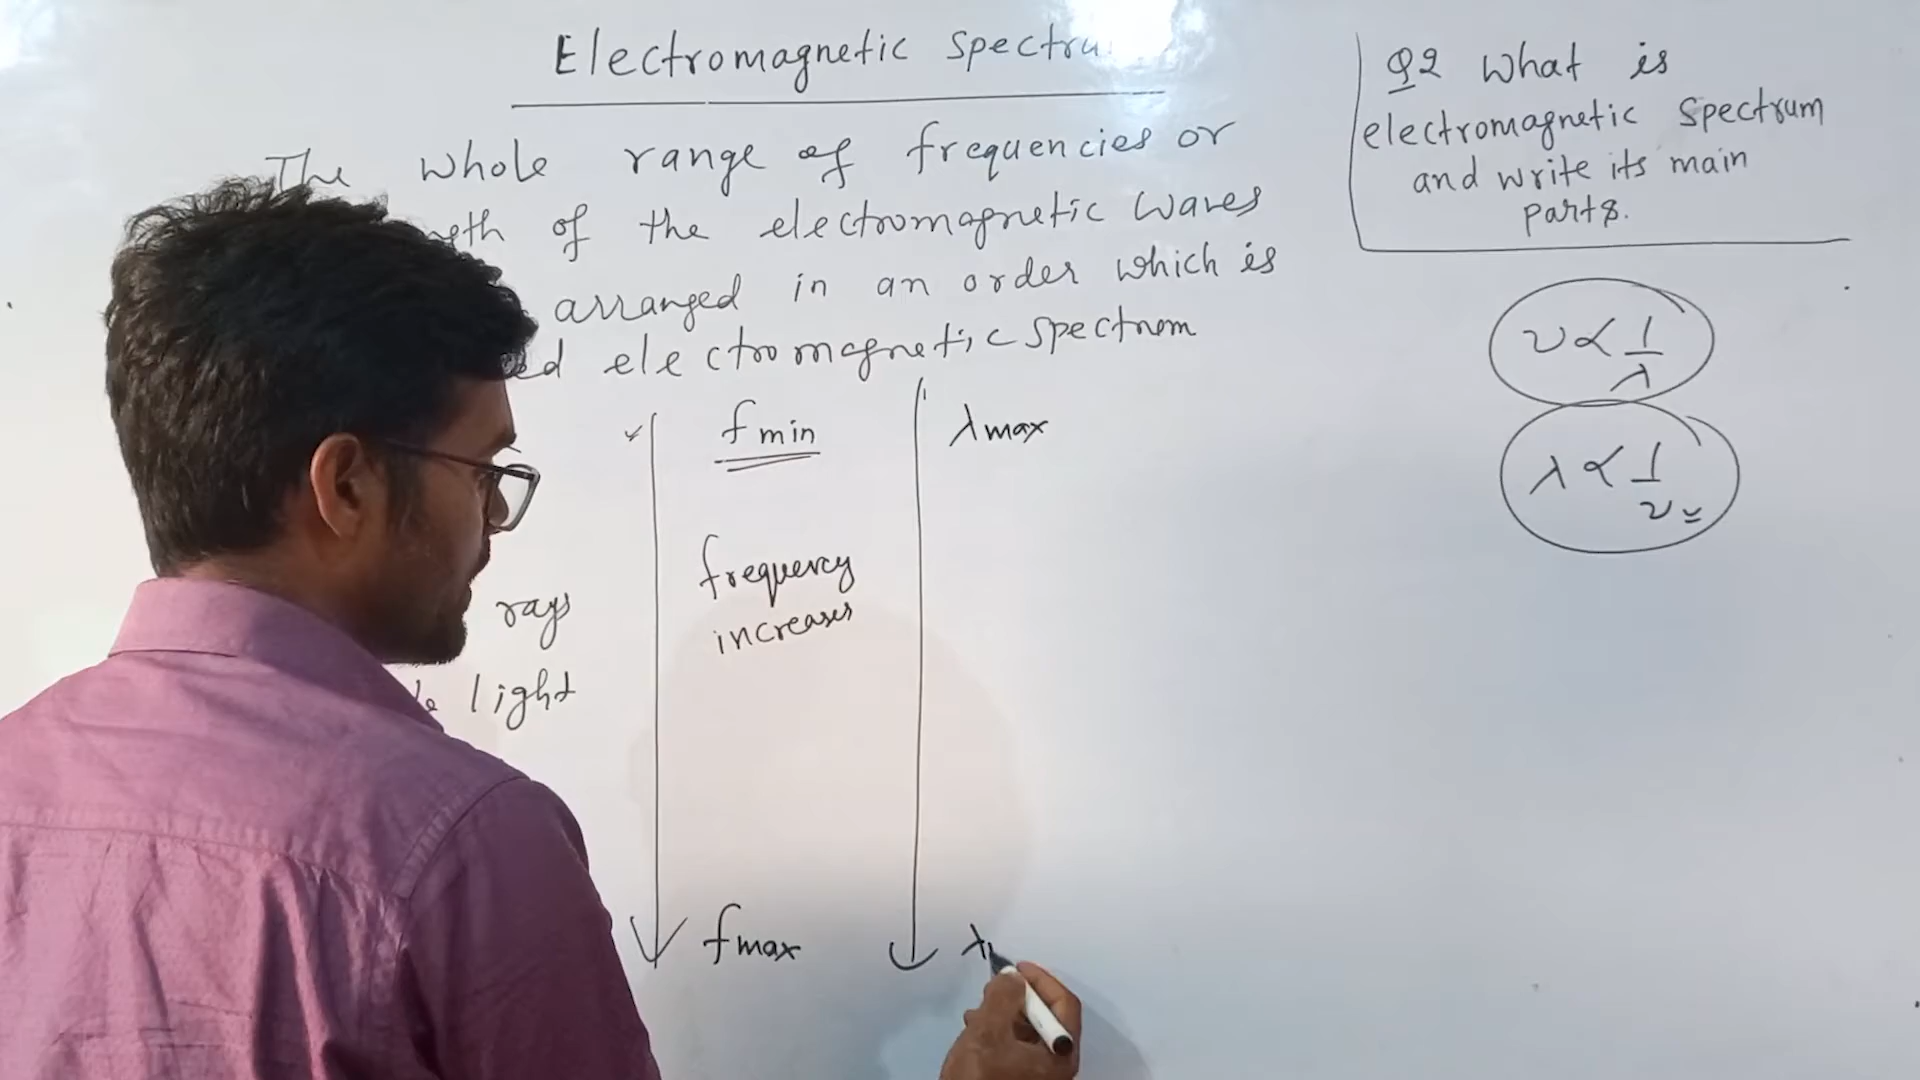 Electromagnetic Spectru
The whole range of frequencies or
of the electromagnetic waves
arranged in an order which is
electromagnetic spectrum
fmin
λmax
frequency
increases
rays
light
fmax
λ
Q2 What is
electromagnetic spectrum
and write its main
parts.
ν ∝ 1/λ
λ ∝ 1/ν